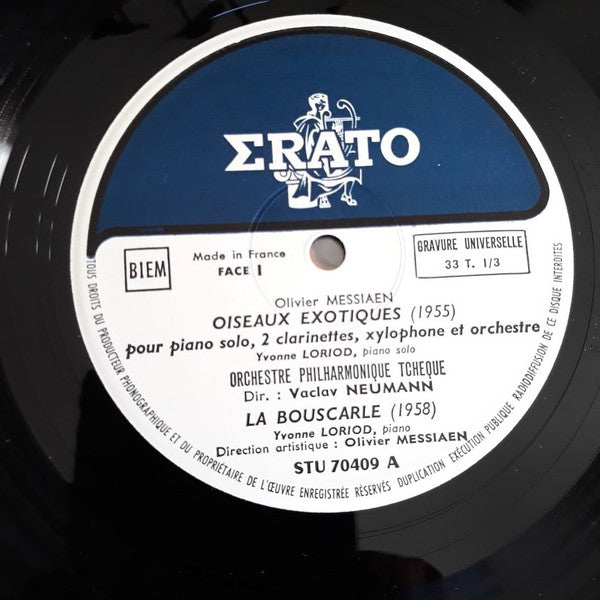 ΣRATO
BIEM
Made in France
FACE I
GRAVURE UNIVERSELLE
33 T. 1/3
Olivier MESSIAEN
OISEAUX EXOTIQUES (1955)
pour piano solo, 2 clarinettes, xylophone et orchestre
Yvonne LORIOD, piano solo
ORCHESTRE PHILHARMONIQUE TCHEQUE
Dir. : Vaclav NEUMANN
LA BOUSCARLE (1958)
Yvonne LORIOD, piano
Direction artistique : Olivier MESSIAEN
STU 70409 A
TOUS DROITS DU PRODUCTEUR PHONOGRAPHIQUE ET DU PROPRIÉTAIRE DE L'ŒUVRE ENREGISTRÉE RÉSERVÉS DUPLICATION EXÉCUTION PUBLIQUE RADIODIFFUSION DE CE DISQUE INTERDITES